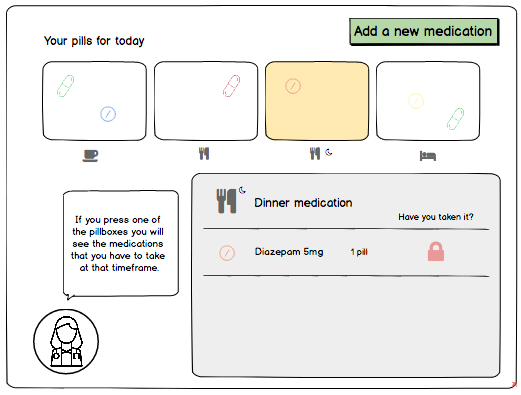 Add a new medication
Your pills for today
If you press one of
the pillboxes you will
see the medications
that you have to take
at that timeframe.
Dinner medication
Have you taken it?
Diazepam 5mg 1 pill